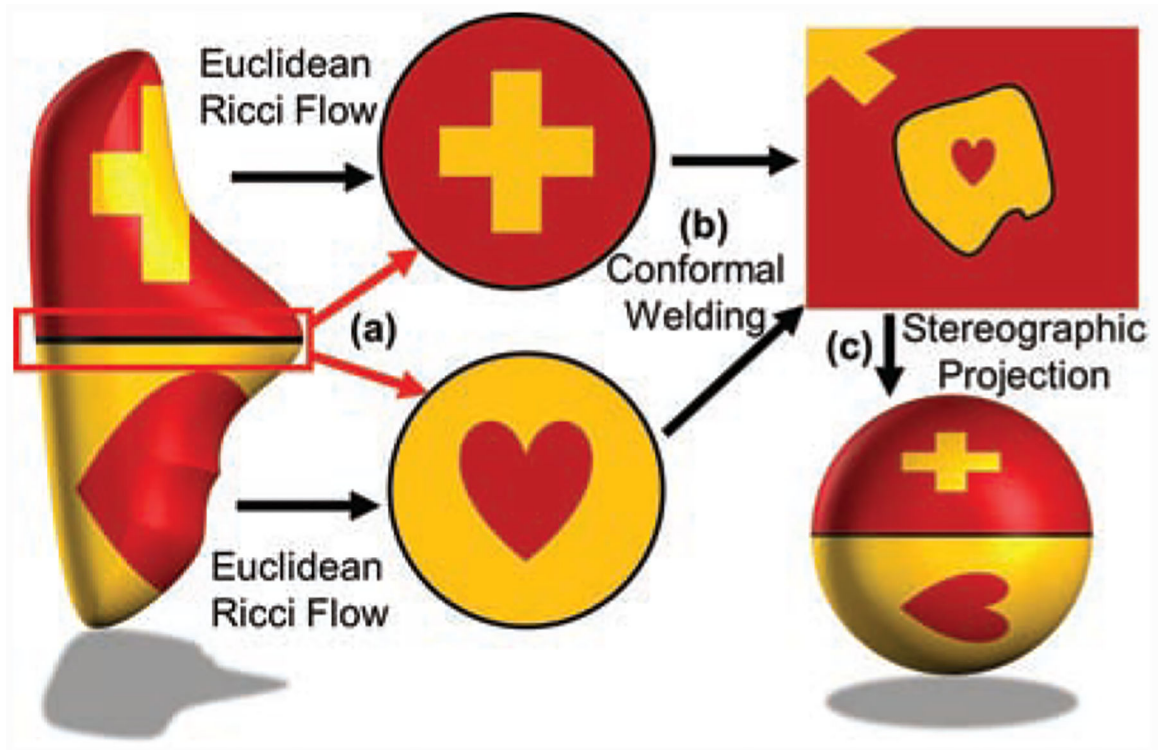 Euclidean
Ricci Flow
(a)
Euclidean
Ricci Flow
(b)
Conformal
Welding
(c)
Stereographic
Projection